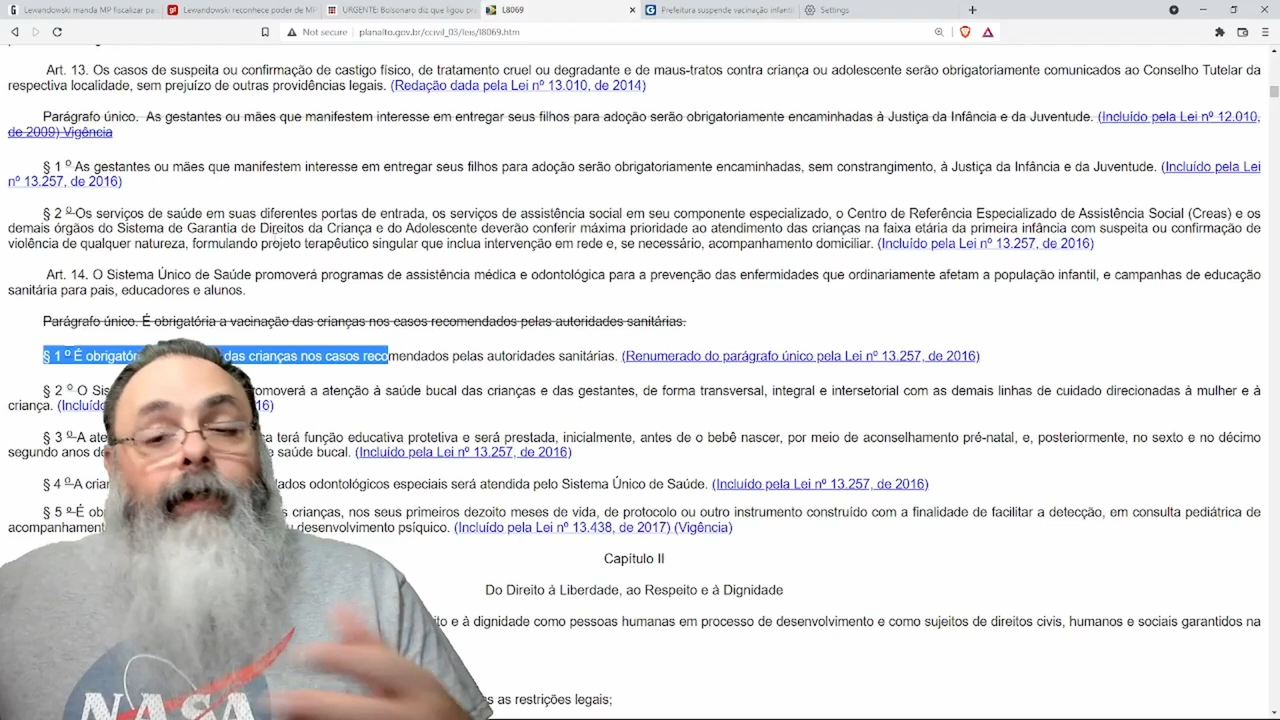 Lewandowski manda MP fiscalizar pa
Lewandowski reconhece poder de MP
URGENTE: Bolsonaro diz que ligou p
L8069
Prefeitura suspende vacinação infanti
Settings
Not secure planalto.gov.br/ccivil_03/leis/l8069.htm
Art. 13. Os casos de suspeita ou confirmação de castigo físico, de tratamento cruel ou degradante e de maus-tratos contra criança ou adolescente serão obrigatoriamente comunicados ao Conselho Tutelar da
respectiva localidade, sem prejuízo de outras providências legais. (Redação dada pela Lei nº 13.010, de 2014)
Parágrafo único. As gestantes ou mães que manifestem interesse em entregar seus filhos para adoção serão obrigatoriamente encaminhadas à Justiça da Infância e da Juventude. (Incluído pela Lei nº 12.010,
de 2009) Vigência
§ 1 º As gestantes ou mães que manifestem interesse em entregar seus filhos para adoção serão obrigatoriamente encaminhadas, sem constrangimento, à Justiça da Infância e da Juventude. (Incluído pela Lei
nº 13.257, de 2016)
§ 2 º Os serviços de saúde em suas diferentes portas de entrada, os serviços de assistência social em seu componente especializado, o Centro de Referência Especializado de Assistência Social (Creas) e os
demais órgãos do Sistema de Garantia de Direitos da Criança e do Adolescente deverão conferir máxima prioridade ao atendimento das crianças na faixa etária da primeira infância com suspeita ou confirmação de
violência de qualquer natureza, formulando projeto terapêutico singular que inclua intervenção em rede e, se necessário, acompanhamento domiciliar. (Incluído pela Lei nº 13.257, de 2016)
Art. 14. O Sistema Único de Saúde promoverá programas de assistência médica e odontológica para a prevenção das enfermidades que ordinariamente afetam a população infantil, e campanhas de educação
sanitária para pais, educadores e alunos.
Parágrafo único. É obrigatória a vacinação das crianças nos casos recomendados pelas autoridades sanitárias.
§ 1 º É obrigatór das crianças nos casos recomendados pelas autoridades sanitárias. (Renumerado do parágrafo único pela Lei nº 13.257, de 2016)
§ 2 º O Sis romoverá a atenção à saúde bucal das crianças e das gestantes, de forma transversal, integral e intersetorial com as demais linhas de cuidado direcionadas à mulher e à
criança. (Incluído 16)
§ 3 º A ate ca terá função educativa protetiva e será prestada, inicialmente, antes de o bebê nascer, por meio de aconselhamento pré-natal, e, posteriormente, no sexto e no décimo
segundo anos d e saúde bucal. (Incluído pela Lei nº 13.257, de 2016)
§ 4 º A crian dados odontológicos especiais será atendida pelo Sistema Único de Saúde. (Incluído pela Lei nº 13.257, de 2016)
§ 5 º É ob s crianças, nos seus primeiros dezoito meses de vida, de protocolo ou outro instrumento construído com a finalidade de facilitar a detecção, em consulta pediátrica de
acompanhament u desenvolvimento psíquico. (Incluído pela Lei nº 13.438, de 2017) (Vigência)
Capítulo II
Do Direito à Liberdade, ao Respeito e à Dignidade
ito e à dignidade como pessoas humanas em processo de desenvolvimento e como sujeitos de direitos civis, humanos e sociais garantidos na
s as restrições legais;
NASA